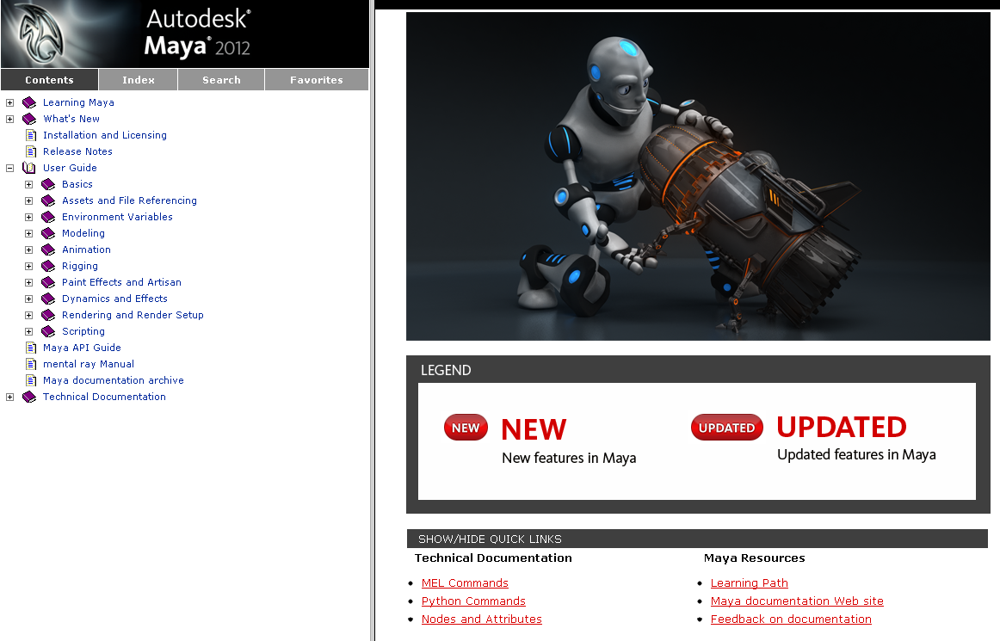 Autodesk®
Maya® 2012
Contents Index Search Favorites
Learning Maya
What's New
Installation and Licensing
Release Notes
User Guide
Basics
Assets and File Referencing
Environment Variables
Modeling
Animation
Rigging
Paint Effects and Artisan
Dynamics and Effects
Rendering and Render Setup
Scripting
Maya API Guide
mental ray Manual
Maya documentation archive
Technical Documentation
LEGEND
NEW NEW
New features in Maya
UPDATED UPDATED
Updated features in Maya
SHOW/HIDE QUICK LINKS
Technical Documentation
MEL Commands
Python Commands
Nodes and Attributes
Maya Resources
Learning Path
Maya documentation Web site
Feedback on documentation